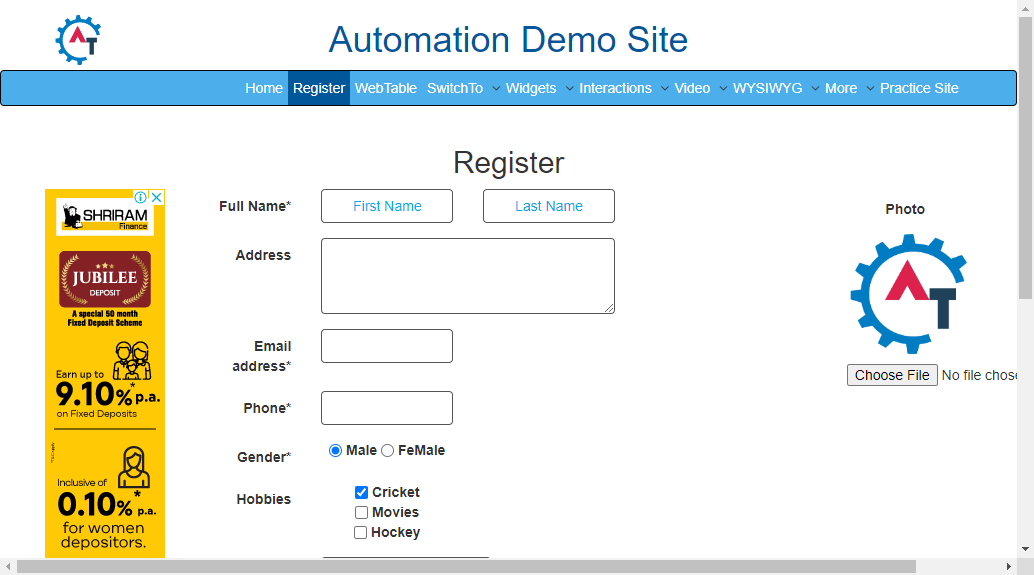 Automation Demo Site
Home Register WebTable SwitchTo Widgets Interactions Video WYSIWYG More Practice Site
Register
SHRIRAM
Finance
JUBILEE
DEPOSIT
A special 50 month
Fixed Deposit Scheme
Earn up to
9.10%* p.a.
on Fixed Deposits
Inclusive of
0.10%* p.a.
for women
depositors.
Full Name* First Name Last Name
Address
Email
address*
Phone*
Gender* Male FeMale
Hobbies Cricket
Movies
Hockey
Photo
AT
Choose File No file chose